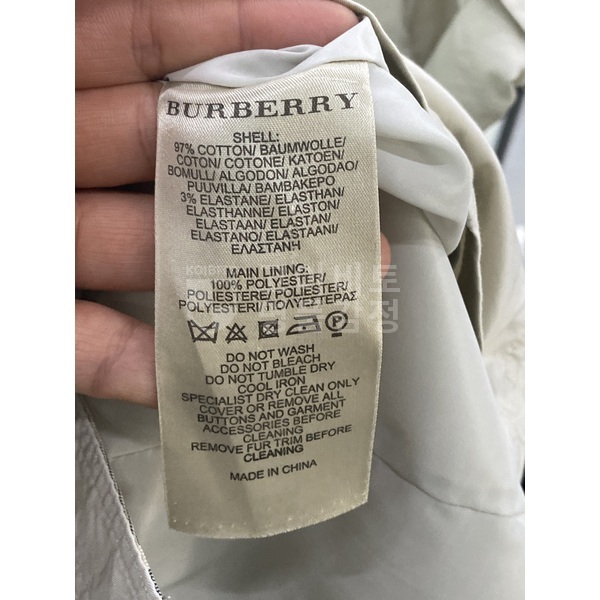 BURBERRY
SHELL:
97% COTTON/ BAUMWOLLE/
COTON/ COTONE/ KATOEN/
BOMULL/ ALGODON/ ALGODAO/
PUUVILLA/ BAMBAKEPO
3% ELASTANE/ ELASTHAN/
ELASTHANNE/ ELASTON/
ELASTAAN/ ELASTAN/
ELASTANO/ ELASTAANI/
ΕΛΑΣΤΑΝΗ
MAIN LINING:
100% POLYESTER/
POLIESTERE/ POLIESTER/
POLYESTERI/ ΠΟΛΥΕΣΤΕΡΑΣ
P
DO NOT WASH
DO NOT BLEACH
DO NOT TUMBLE DRY
COOL IRON
SPECIALIST DRY CLEAN ONLY
COVER OR REMOVE ALL
BUTTONS AND GARMENT
ACCESSORIES BEFORE
CLEANING
REMOVE FUR TRIM BEFORE
CLEANING
MADE IN CHINA